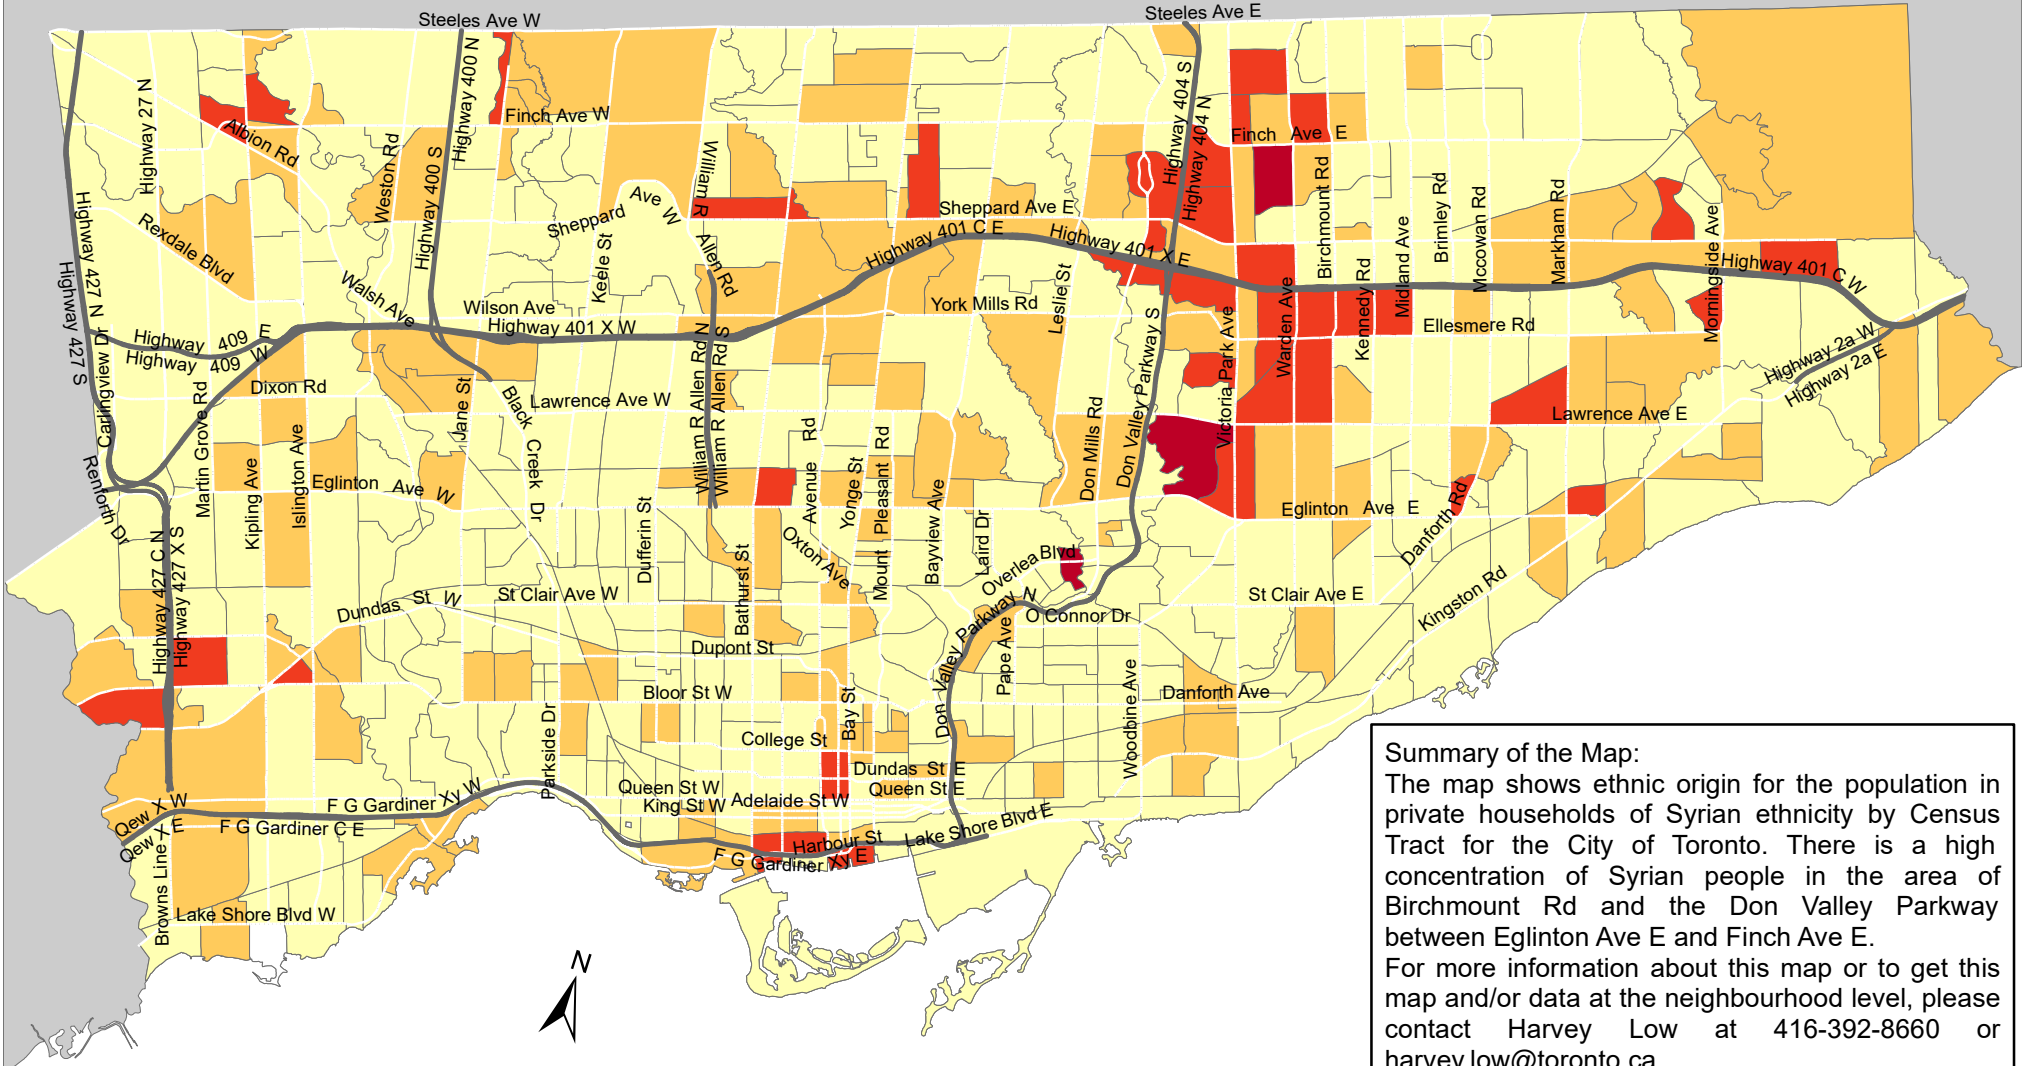 Steeles Ave W
Steeles Ave E
Highway 27 N
Highway 400 N
Finch Ave W
Albion Rd
Weston Rd
Highway 400 S
William R
Highway 404 S
Highway 404 N
Finch Ave E
Birchmount Rd
Highway 427 N
Rexdale Blvd
Sheppard Ave W
Keele St
Allen Rd
Sheppard Ave E
Highway 401 C E
Highway 401 X E
Leslie St
Midland Ave
Brimley Rd
Mccowan Rd
Markham Rd
Morningside Ave
Highway 401 C W
Highway 427 N
Highway 427 S
Walsh Ave
Wilson Ave
Highway 401 X W
York Mills Rd
Kennedy Rd
Warden Ave
Ellesmere Rd
Highway 409 E
Highway 409 W
Carlingview Dr
Dixon Rd
Martin Grove Rd
Jane St
Black Creek Dr
Lawrence Ave W
William R Allen Rd N
William R Allen Rd S
Don Valley Parkway S
Victoria Park Ave
Highway 2a W
Highway 2a E
Lawrence Ave E
Renforth Dr
Kipling Ave
Islington Ave
Eglinton Ave W
Dufferin St
Bathurst St
Avenue Rd
Yonge St
Mount Pleasant Rd
Bayview Ave
Laird Dr
Don Mills Rd
Eglinton Ave E
Danforth Rd
Highway 427 C N
Highway 427 X S
Oxton Ave
Overlea Blvd
Dundas St W
St Clair Ave W
St Clair Ave E
Kingston Rd
Don Valley Parkway N
O Connor Dr
Pape Ave
Dupont St
Bloor St W
Bay St
Woodbine Ave
Danforth Ave
Parkside Dr
College St
Dundas St E
Queen St W
Queen St E
King St W
Adelaide St W
Qew X W
Qew X E
F G Gardiner Xy W
F G Gardiner C E
Browns Line X E
F G Gardiner Xy E
Harbour St
Lake Shore Blvd E
Lake Shore Blvd W
N
Summary of the Map:
The map shows ethnic origin for the population in
private households of Syrian ethnicity by Census
Tract for the City of Toronto. There is a high
concentration of Syrian people in the area of
Birchmount Rd and the Don Valley Parkway
between Eglinton Ave E and Finch Ave E.
For more information about this map or to get this
map and/or data at the neighbourhood level, please
contact Harvey Low at 416-392-8660 or
harvey.low@toronto.ca